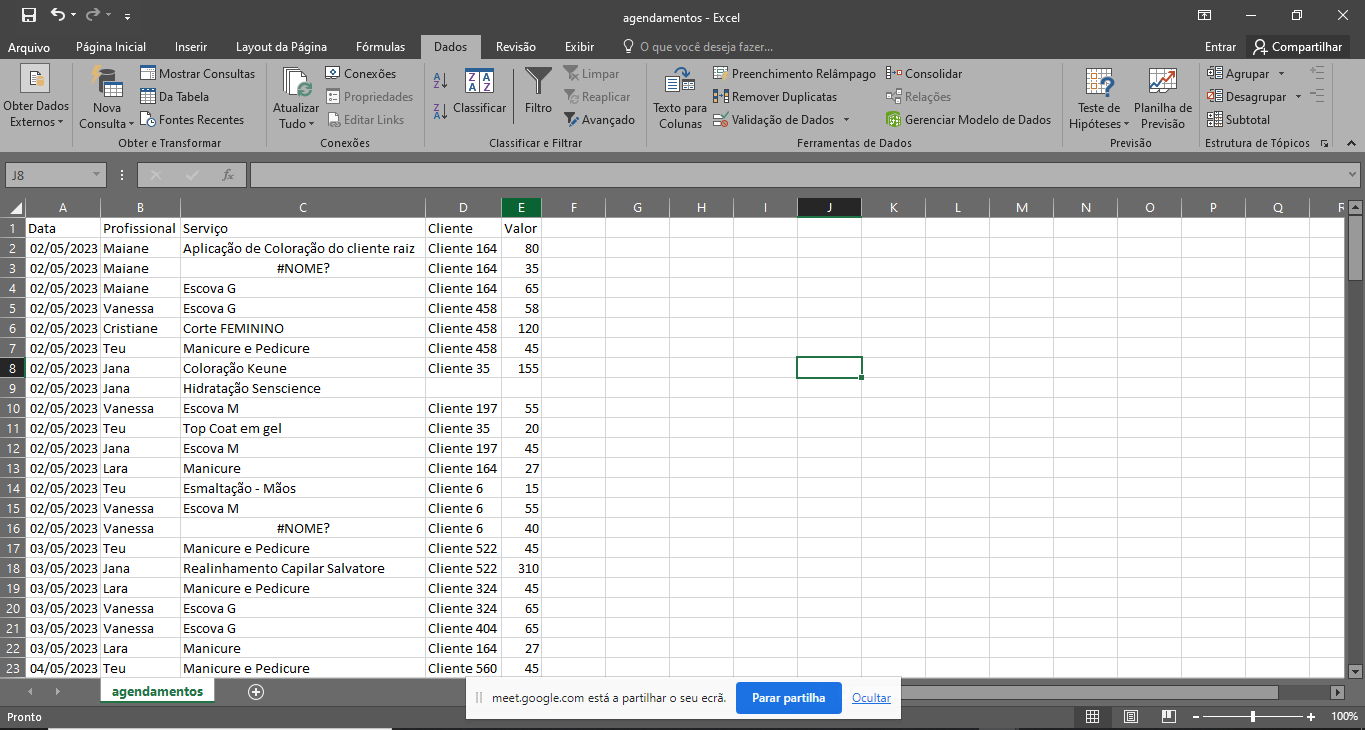 agendamentos - Excel
Arquivo Página Inicial Inserir Layout da Página Fórmulas Dados Revisão Exibir O que você deseja fazer... Entrar Compartilhar
Obter Dados Externos
Nova Consulta
Mostrar Consultas
Da Tabela
Fontes Recentes
Obter e Transformar
Atualizar Tudo
Conexões
Propriedades
Editar Links
Conexões
Classificar
Filtro
Limpar
Reaplicar
Avançado
Classificar e Filtrar
Texto para Colunas
Preenchimento Relâmpago
Remover Duplicatas
Validação de Dados
Consolidar
Relações
Gerenciar Modelo de Dados
Ferramentas de Dados
Teste de Hipóteses
Planilha de Previsão
Previsão
Agrupar
Desagrupar
Subtotal
Estrutura de Tópicos
J8 fx
A B C D E F G H I J K L M N O P Q R
1 Data Profissional Serviço Cliente Valor
2 02/05/2023 Maiane Aplicação de Coloração do cliente raiz Cliente 164 80
3 02/05/2023 Maiane #NOME? Cliente 164 35
4 02/05/2023 Maiane Escova G Cliente 164 65
5 02/05/2023 Vanessa Escova G Cliente 458 58
6 02/05/2023 Cristiane Corte FEMININO Cliente 458 120
7 02/05/2023 Teu Manicure e Pedicure Cliente 458 45
8 02/05/2023 Jana Coloração Keune Cliente 35 155
9 02/05/2023 Jana Hidratação Senscience
10 02/05/2023 Vanessa Escova M Cliente 197 55
11 02/05/2023 Teu Top Coat em gel Cliente 35 20
12 02/05/2023 Jana Escova M Cliente 197 45
13 02/05/2023 Lara Manicure Cliente 164 27
14 02/05/2023 Teu Esmaltação - Mãos Cliente 6 15
15 02/05/2023 Vanessa Escova M Cliente 6 55
16 02/05/2023 Vanessa #NOME? Cliente 6 40
17 03/05/2023 Teu Manicure e Pedicure Cliente 522 45
18 03/05/2023 Jana Realinhamento Capilar Salvatore Cliente 522 310
19 03/05/2023 Lara Manicure e Pedicure Cliente 324 45
20 03/05/2023 Vanessa Escova G Cliente 324 65
21 03/05/2023 Vanessa Escova G Cliente 404 65
22 03/05/2023 Lara Manicure Cliente 164 27
23 04/05/2023 Teu Manicure e Pedicure Cliente 560 45
agendamentos
meet.google.com está a partilhar o seu ecrã. Parar partilha Ocultar
Pronto 100%